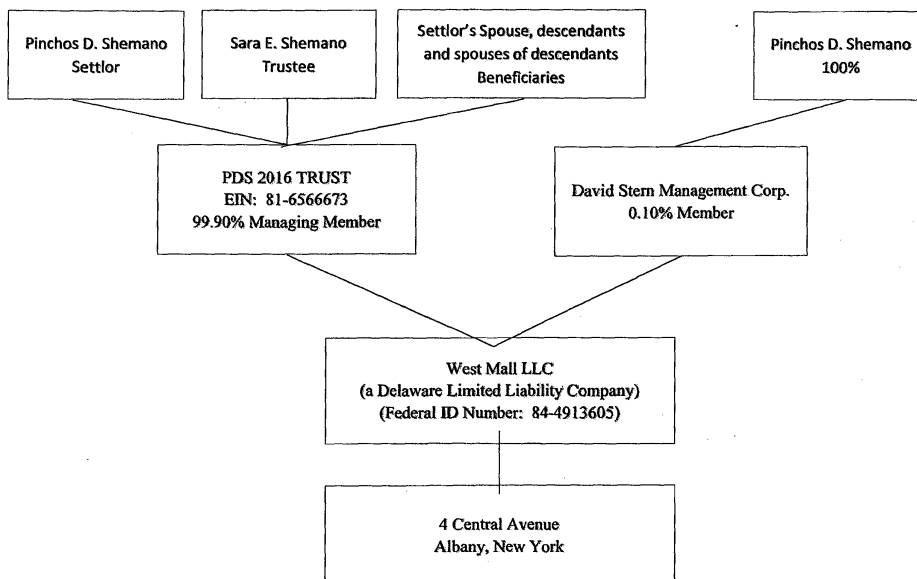 Pinchos D. Shemano
Settlor
Sara E. Shemano
Trustee
Settlor's Spouse, descendants
and spouses of descendants
Beneficiaries
Pinchos D. Shemano
100%
PDS 2016 TRUST
EIN: 81-6566673
99.90% Managing Member
David Stern Management Corp.
0.10% Member
West Mall LLC
(a Delaware Limited Liability Company)
(Federal ID Number: 84-4913605)
4 Central Avenue
Albany, New York